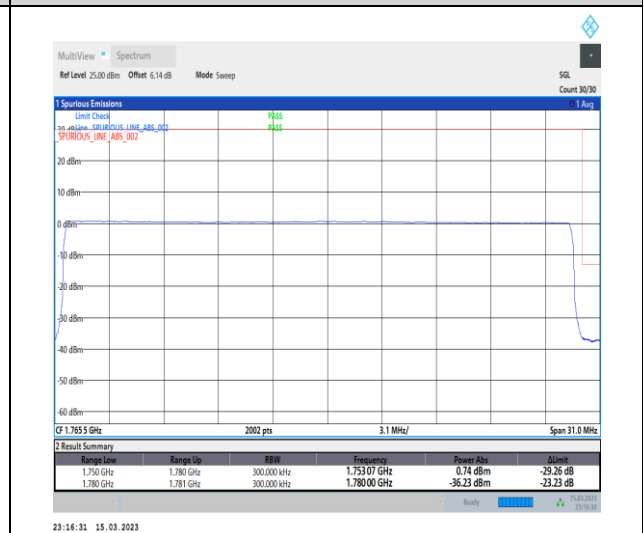 MultiView Spectrum
Ref Level 25.00 dBm Offset 6.14 dB Mode Sweep SGL
Count 30/30
1 Spurious Emissions 1 Avg
Limit Check PASS
Line _SPURIOUS_LINE_ABS_002 PASS
_SPURIOUS_LINE_ABS_002
20 dBm
10 dBm
0 dBm
-10 dBm
-20 dBm
-30 dBm
-40 dBm
-50 dBm
-60 dBm
CF 1.765 5 GHz 2002 pts 3.1 MHz/ Span 31.0 MHz
2 Result Summary
Range Low Range Up RBW Frequency Power Abs ΔLimit
1.750 GHz 1.780 GHz 300.000 kHz 1.75307 GHz 0.74 dBm -29.26 dB
1.780 GHz 1.781 GHz 300.000 kHz 1.78000 GHz -36.23 dBm -23.23 dB
Ready 15.03.2023
23:16:30
23:16:31 15.03.2023